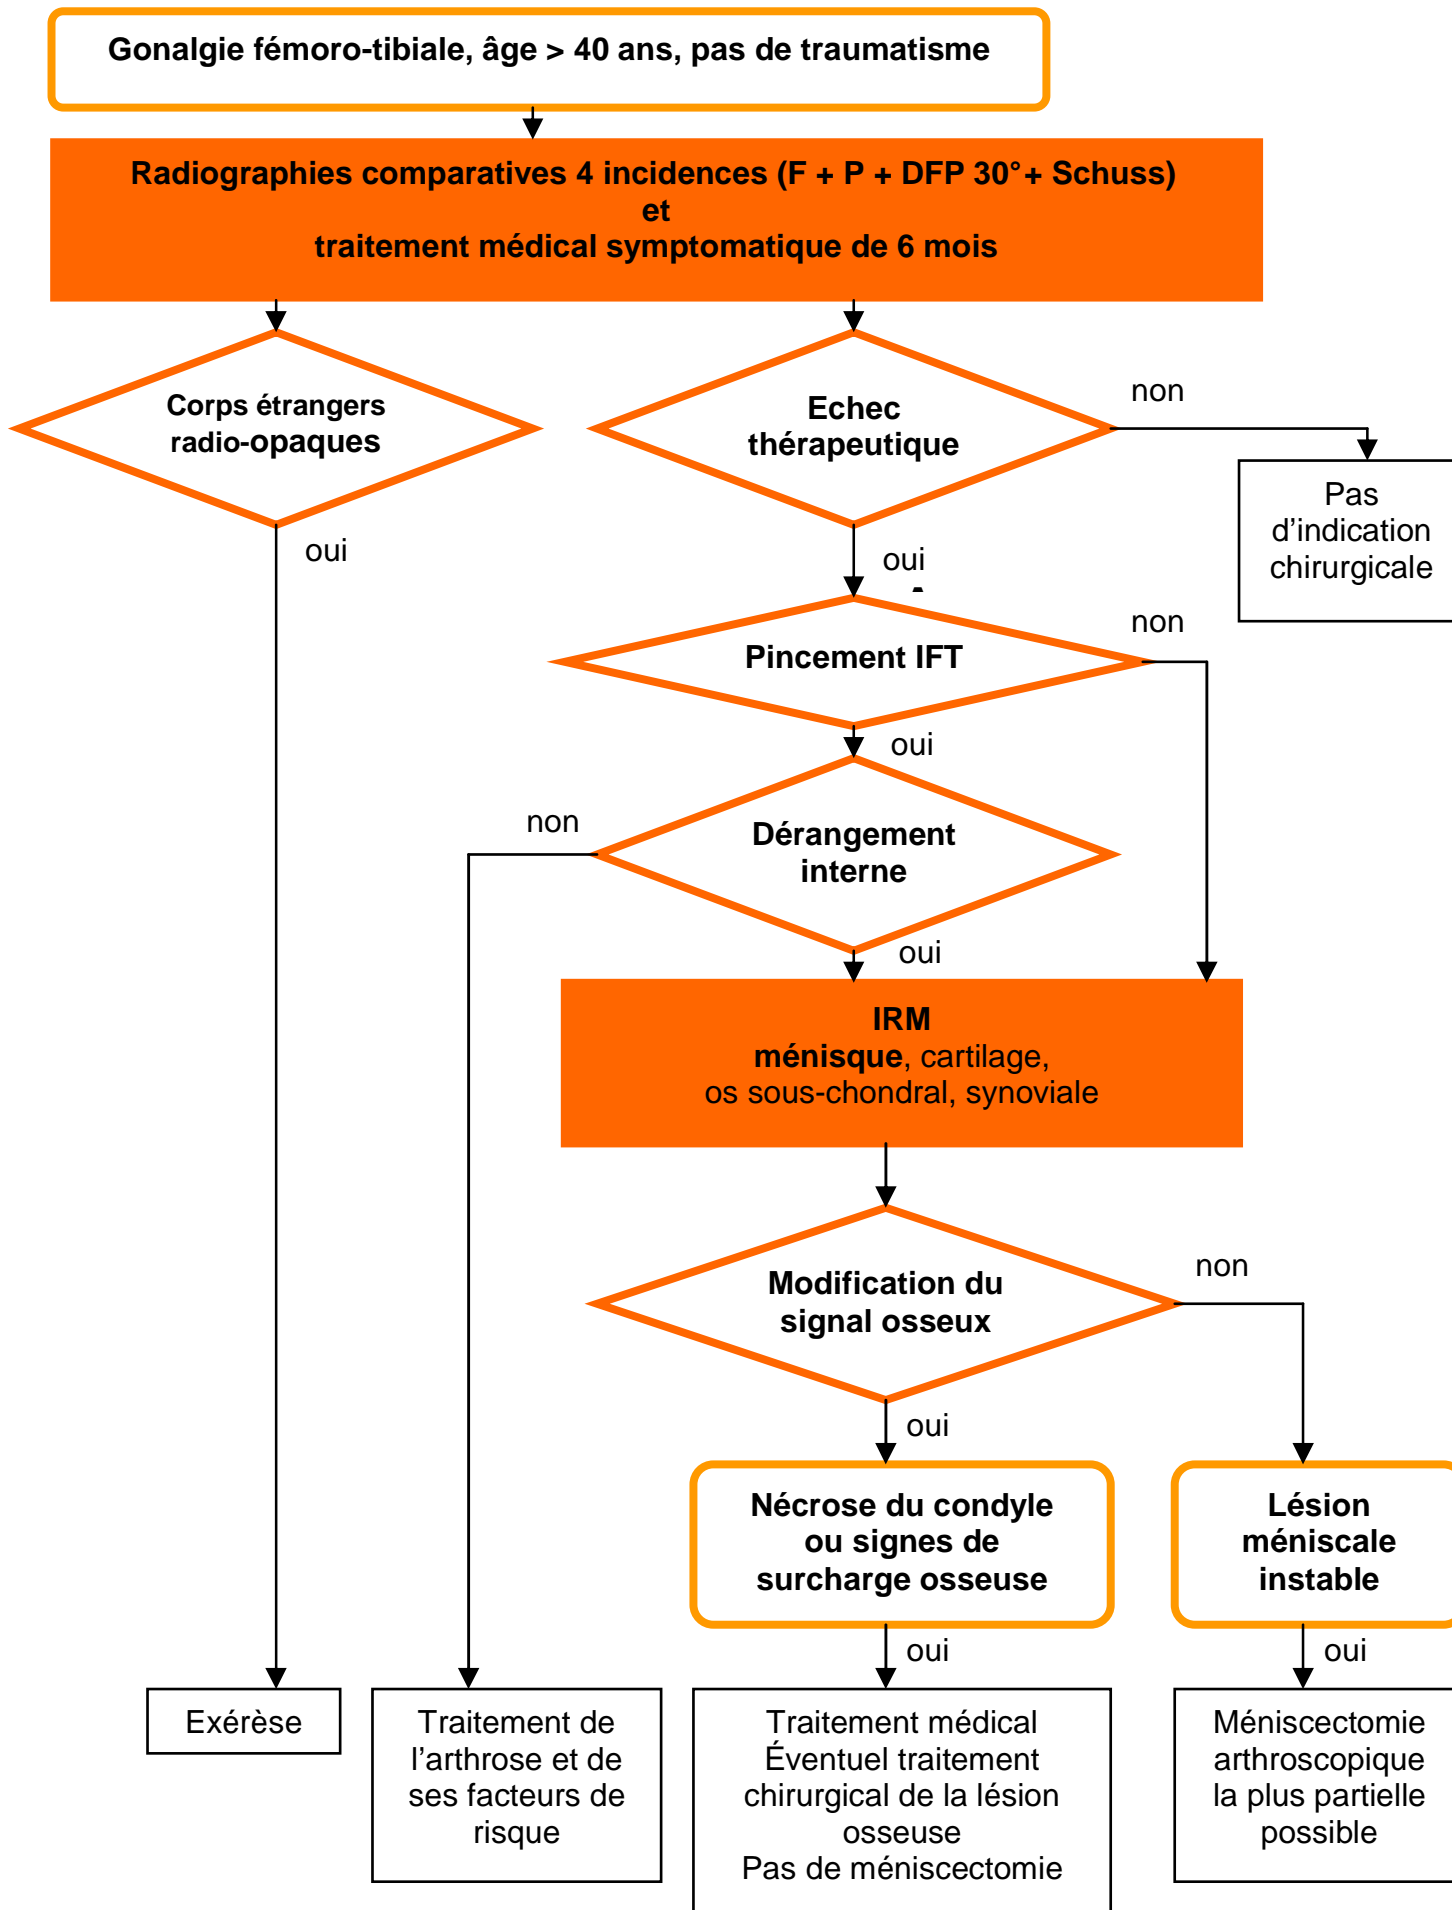 Gonalgie fémoro-tibiale, âge > 40 ans, pas de traumatisme
Radiographies comparatives 4 incidences (F + P + DFP 30°+ Schuss)
et
traitement médical symptomatique de 6 mois
Corps étrangers
radio-opaques
oui
Echec
thérapeutique
non
Pas
d’indication
chirurgicale
oui
Pincement IFT
non
oui
Dérangement
interne
non
oui
IRM
ménisque, cartilage,
os sous-chondral, synoviale
Modification du
signal osseux
non
oui
Nécrose du condyle
ou signes de
surcharge osseuse
Lésion
méniscale
instable
oui
oui
Exérèse
Traitement de
l’arthrose et de
ses facteurs de
risque
Traitement médical
Éventuel traitement
chirurgical de la lésion
osseuse
Pas de méniscectomie
Méniscectomie
arthroscopique
la plus partielle
possible